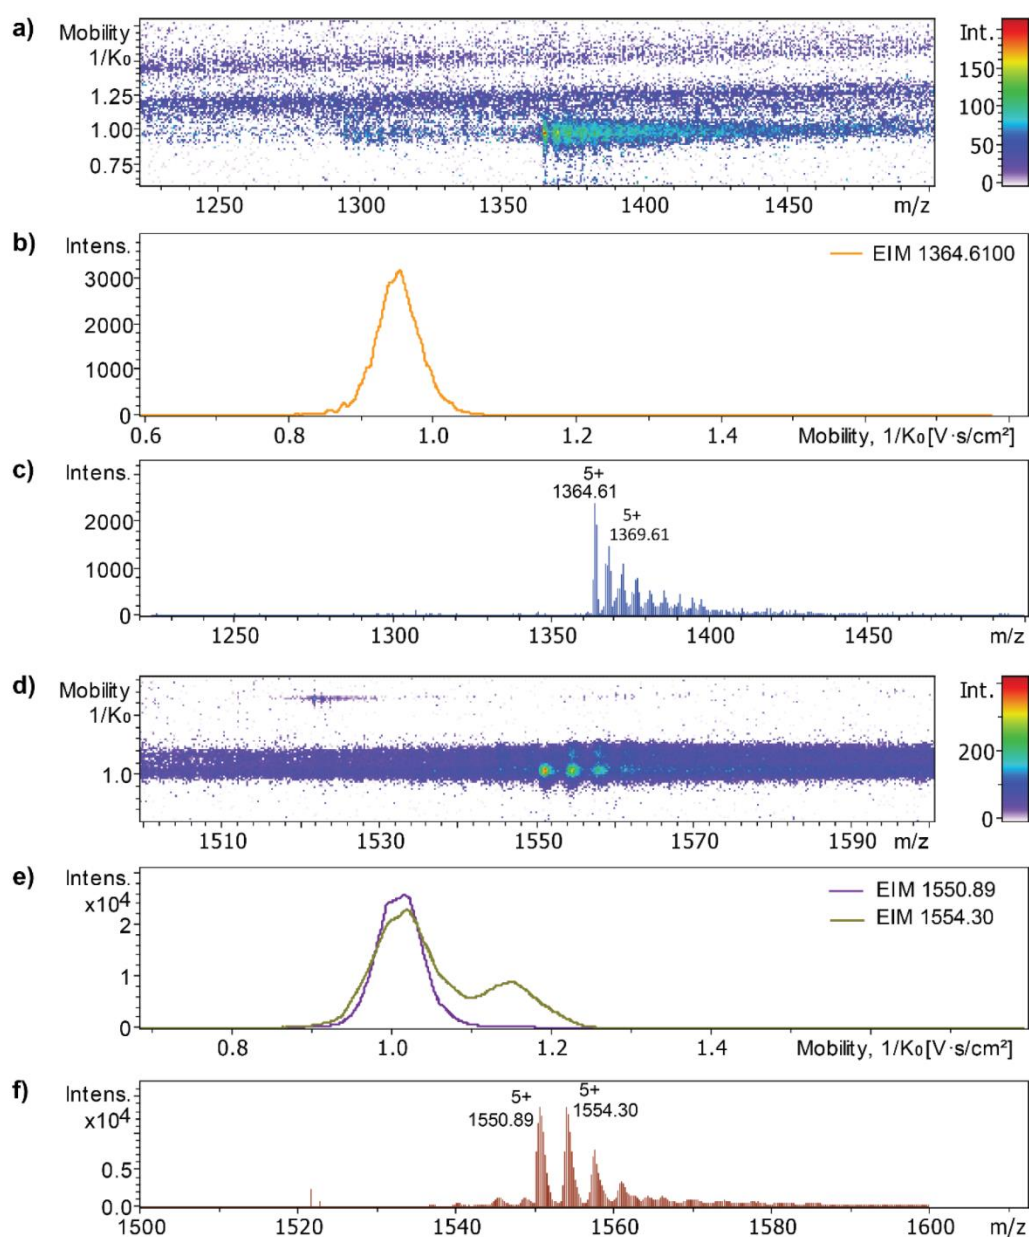 a) Mobility 1/K₀
1.25
1.00
0.75
1250 1300 1350 1400 1450 m/z
Int.
150
100
50
0
b) Intens.
3000
2000
1000
0
EIM 1364.6100
0.6 0.8 1.0 1.2 1.4 Mobility, 1/K₀[V·s/cm²]
c) Intens.
2000
1000
0
5+
1364.61
5+
1369.61
1250 1300 1350 1400 1450 m/z
d) Mobility
1/K₀
1.0
1510 1530 1550 1570 1590 m/z
Int.
200
0
e) Intens.
x10⁴
2
1
0
EIM 1550.89
EIM 1554.30
0.8 1.0 1.2 1.4 Mobility, 1/K₀[V·s/cm²]
f) Intens.
x10⁴
0.5
0.0
5+
1550.89
5+
1554.30
1500 1520 1540 1560 1580 1600 m/z